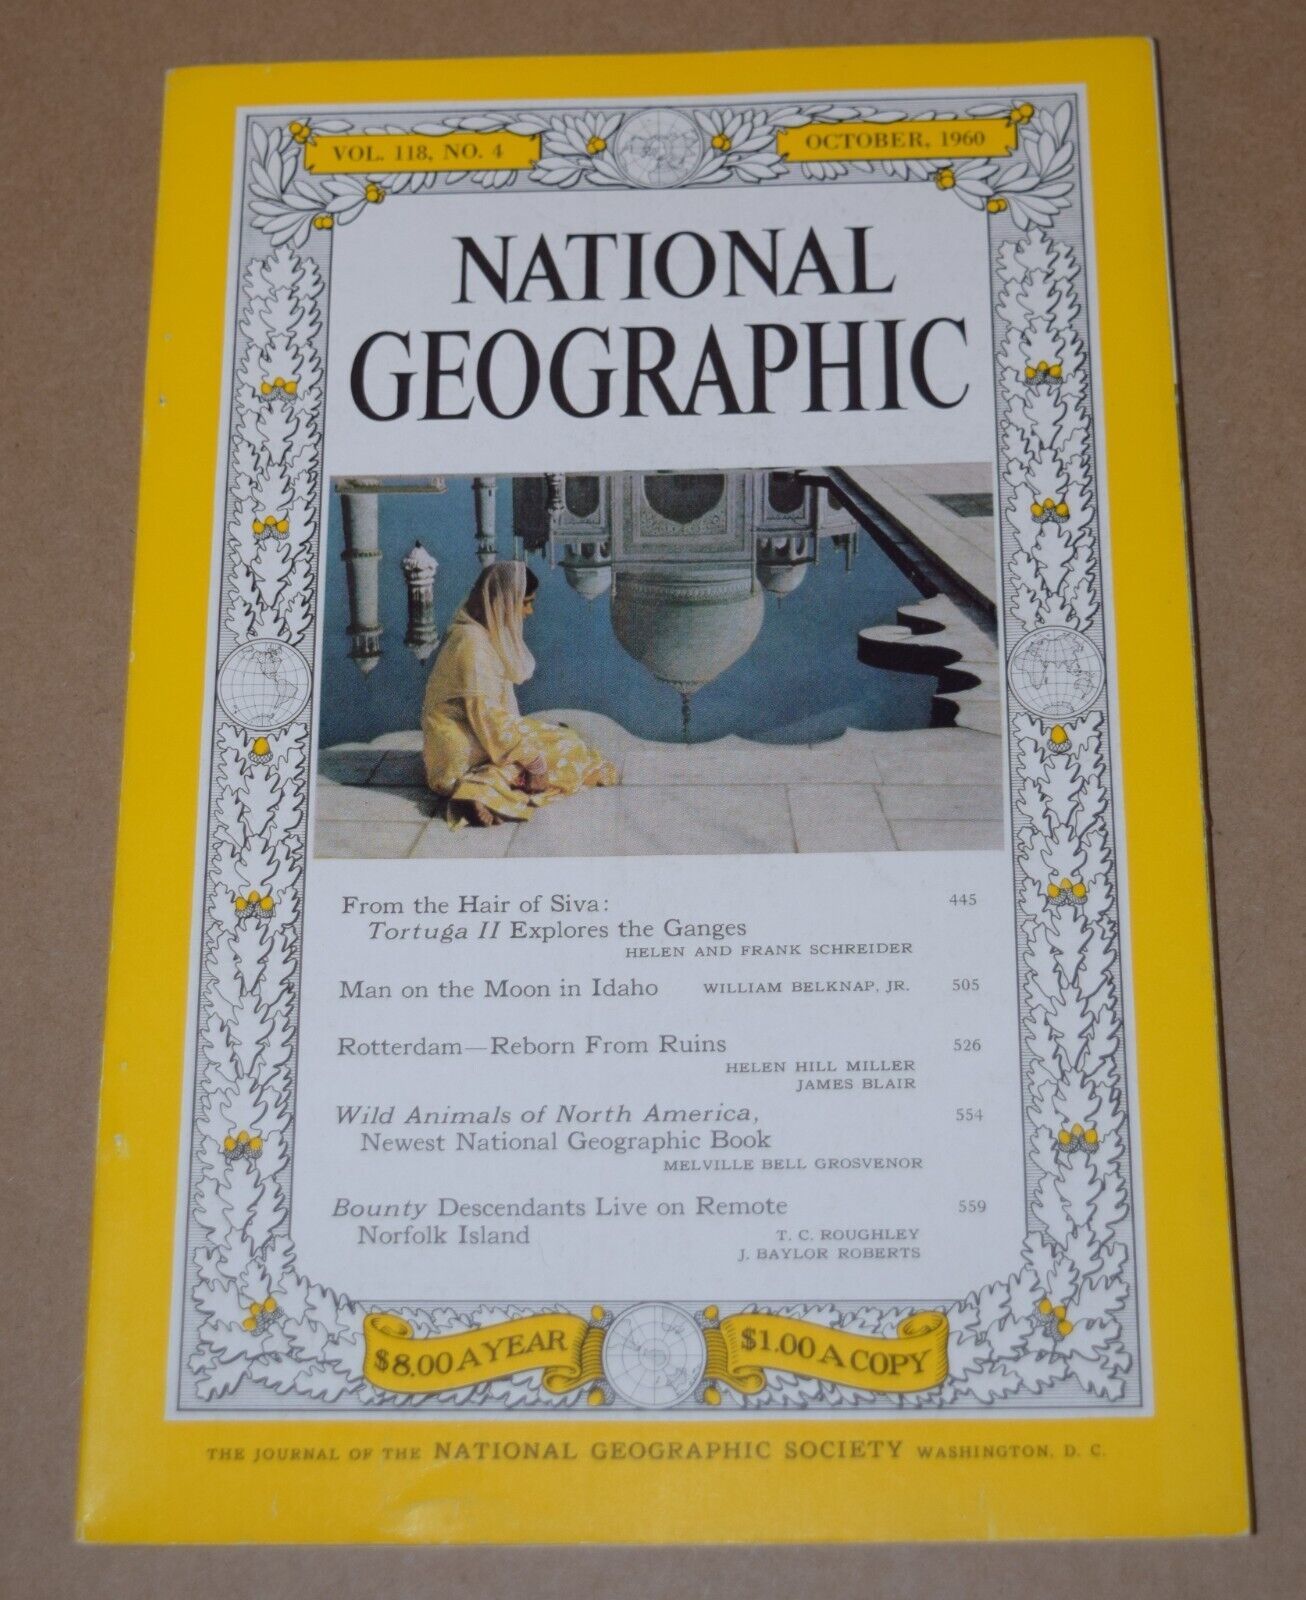 VOL. 118, NO. 4
OCTOBER, 1960
NATIONAL
GEOGRAPHIC
From the Hair of Siva: 445
Tortuga II Explores the Ganges
HELEN AND FRANK SCHREIDER
Man on the Moon in Idaho WILLIAM BELKNAP, JR. 505
Rotterdam—Reborn From Ruins 526
HELEN HILL MILLER
JAMES BLAIR
Wild Animals of North America, 554
Newest National Geographic Book
MELVILLE BELL GROSVENOR
Bounty Descendants Live on Remote 559
Norfolk Island T. C. ROUGHLEY
J. BAYLOR ROBERTS
$8.00 A YEAR
$1.00 A COPY
THE JOURNAL OF THE NATIONAL GEOGRAPHIC SOCIETY WASHINGTON, D. C.